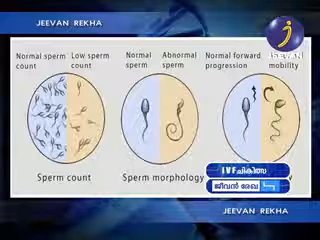 JEEVAN REKHA
JEEVAN
Normal sperm count
Low sperm count
Normal sperm
Abnormal sperm
Normal forward progression
mobility
Sperm count
Sperm morphology
IVF ചികിത്സ
ജീവൻ രേഖ
JEEVAN REKHA